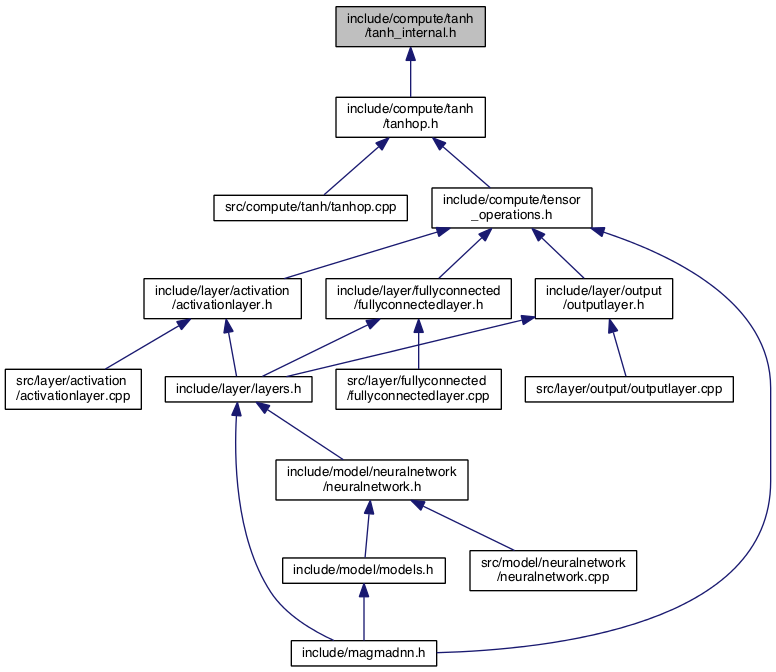 include/compute/tanh
/tanh_internal.h
include/compute/tanh
/tanhop.h
src/compute/tanh/tanhop.cpp
include/compute/tensor
_operations.h
include/layer/activation
/activationlayer.h
include/layer/fullyconnected
/fullyconnectedlayer.h
include/layer/output
/outputlayer.h
src/layer/activation
/activationlayer.cpp
include/layer/layers.h
src/layer/fullyconnected
/fullyconnectedlayer.cpp
src/layer/output/outputlayer.cpp
include/model/neuralnetwork
/neuralnetwork.h
include/model/models.h
src/model/neuralnetwork
/neuralnetwork.cpp
include/magmadnn.h